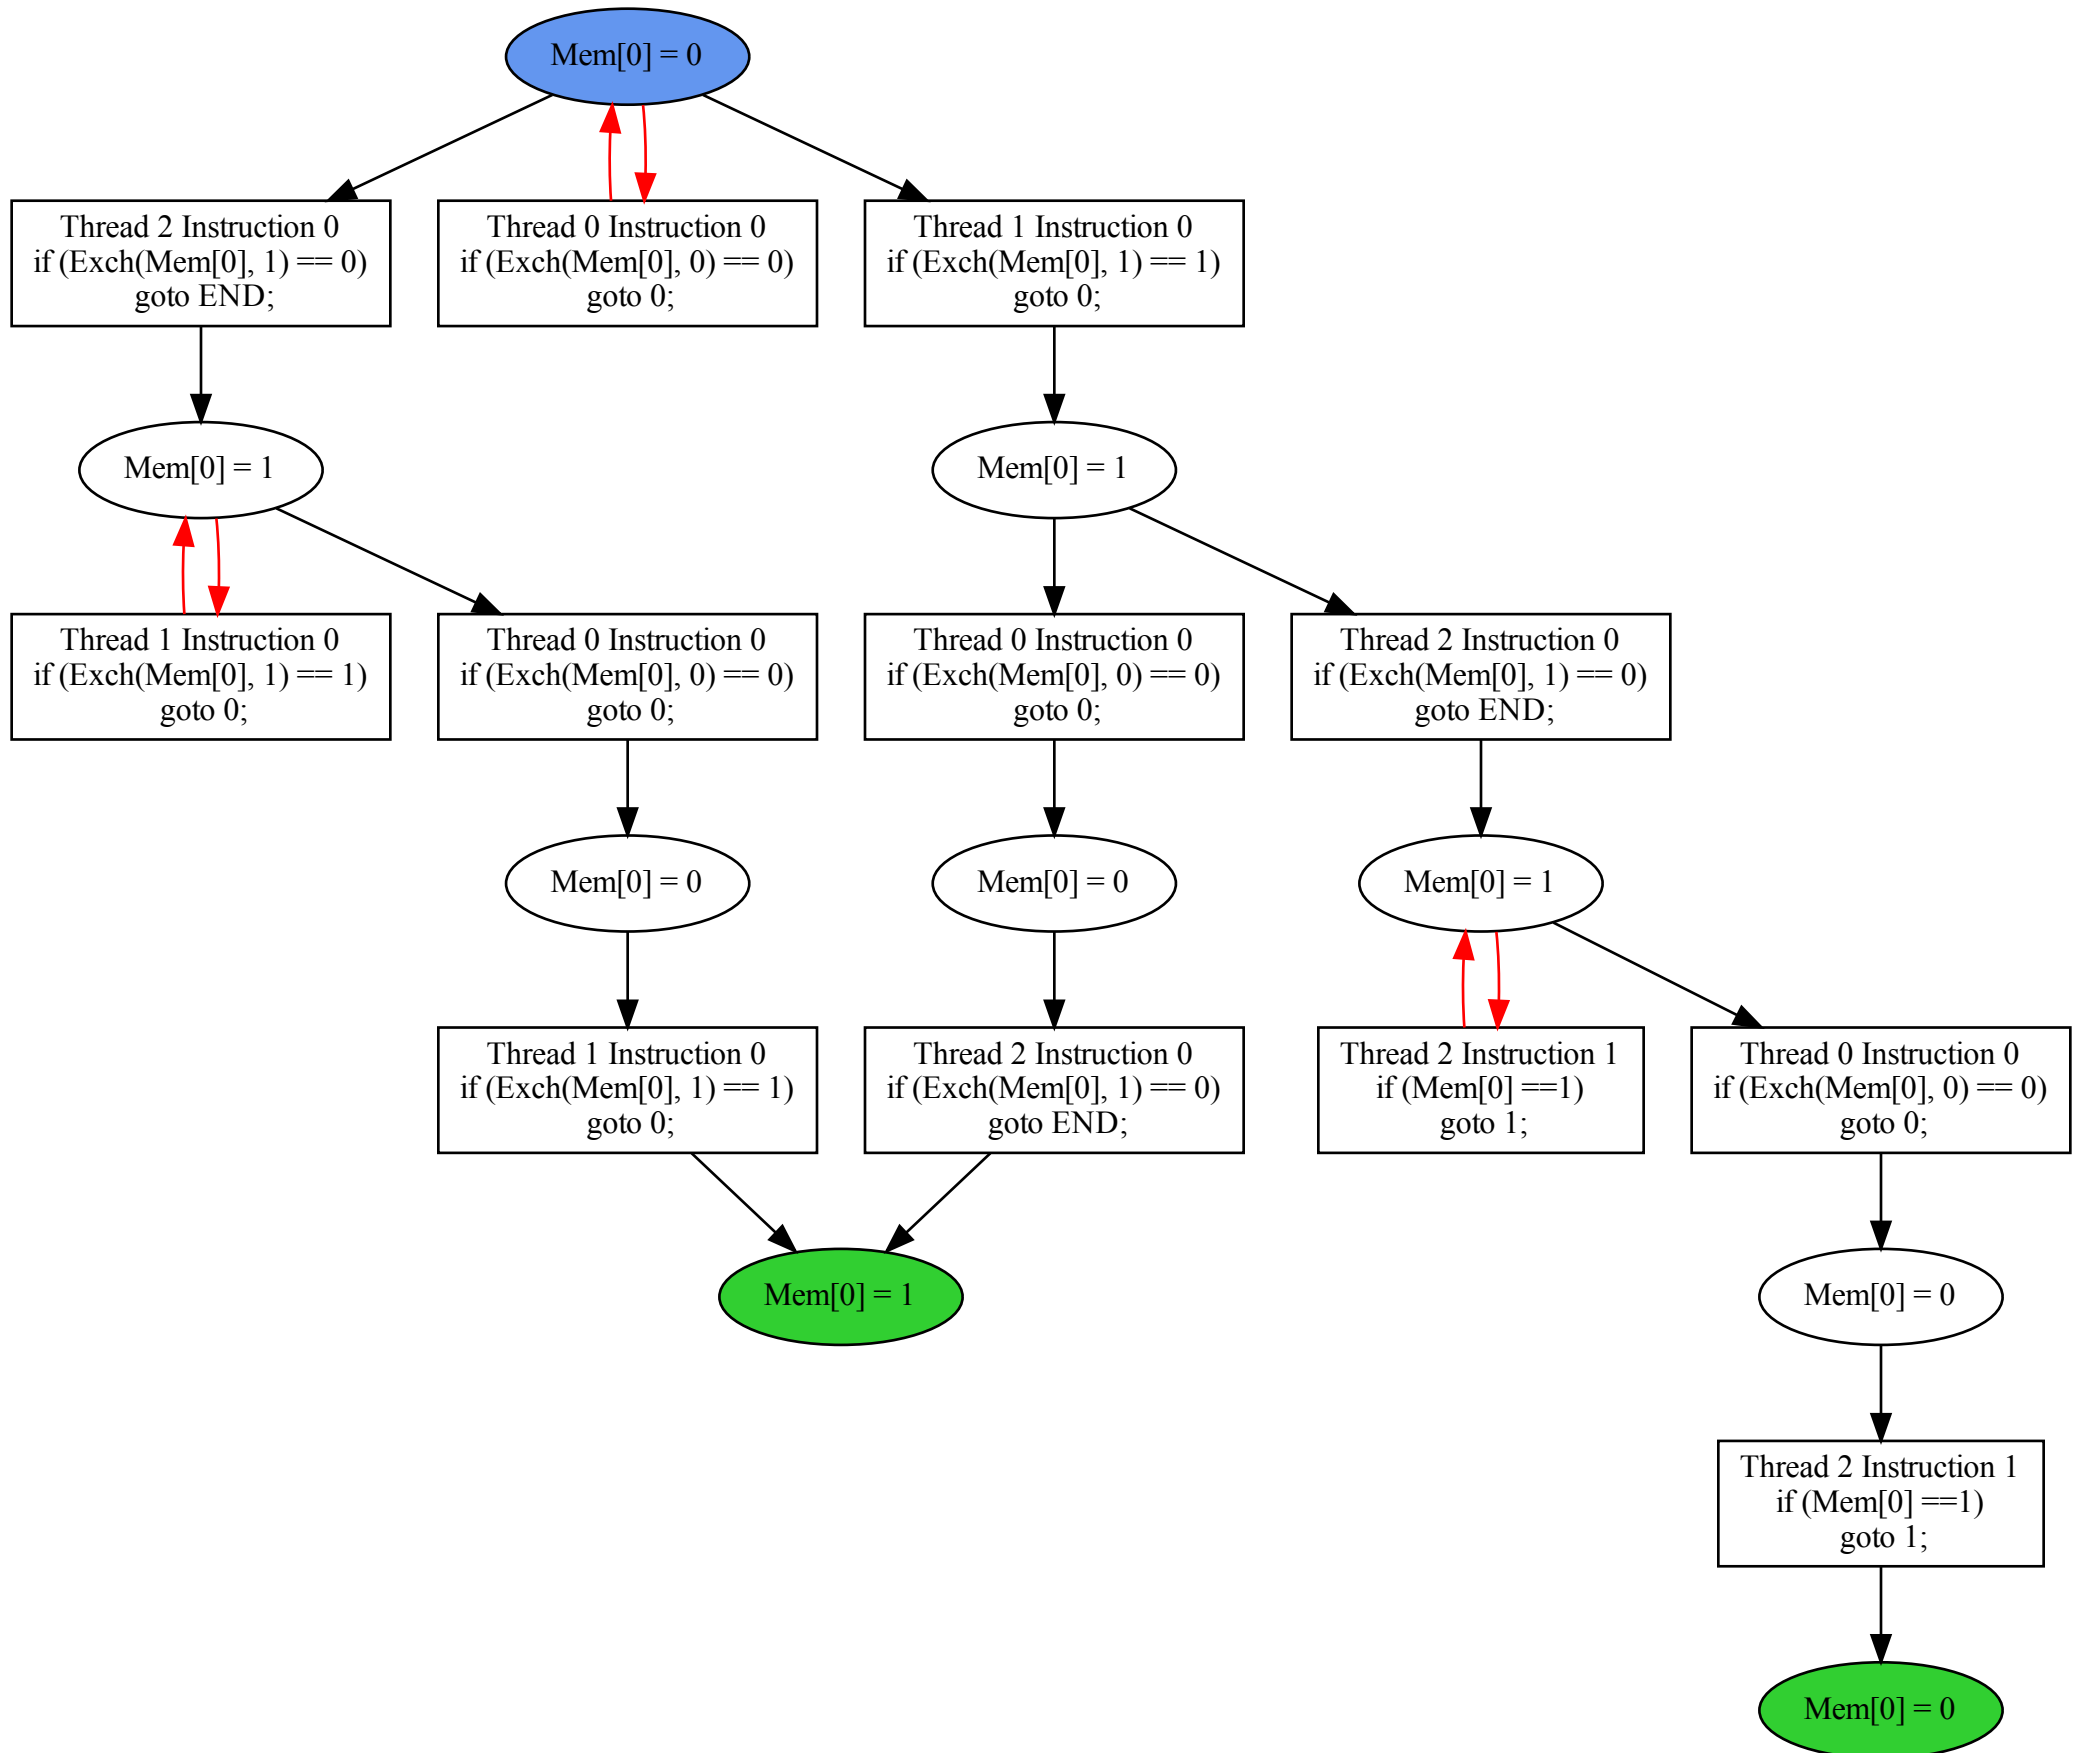 Mem[0] = 0
Thread 2 Instruction 0
if (Exch(Mem[0], 1) == 0)
goto END;
Thread 0 Instruction 0
if (Exch(Mem[0], 0) == 0)
goto 0;
Thread 1 Instruction 0
if (Exch(Mem[0], 1) == 1)
goto 0;
Mem[0] = 1
Mem[0] = 1
Thread 1 Instruction 0
if (Exch(Mem[0], 1) == 1)
goto 0;
Thread 0 Instruction 0
if (Exch(Mem[0], 0) == 0)
goto 0;
Thread 0 Instruction 0
if (Exch(Mem[0], 0) == 0)
goto 0;
Thread 2 Instruction 0
if (Exch(Mem[0], 1) == 0)
goto END;
Mem[0] = 0
Mem[0] = 0
Mem[0] = 1
Thread 1 Instruction 0
if (Exch(Mem[0], 1) == 1)
goto 0;
Thread 2 Instruction 0
if (Exch(Mem[0], 1) == 0)
goto END;
Thread 2 Instruction 1
if (Mem[0] ==1)
goto 1;
Thread 0 Instruction 0
if (Exch(Mem[0], 0) == 0)
goto 0;
Mem[0] = 1
Mem[0] = 0
Thread 2 Instruction 1
if (Mem[0] ==1)
goto 1;
Mem[0] = 0